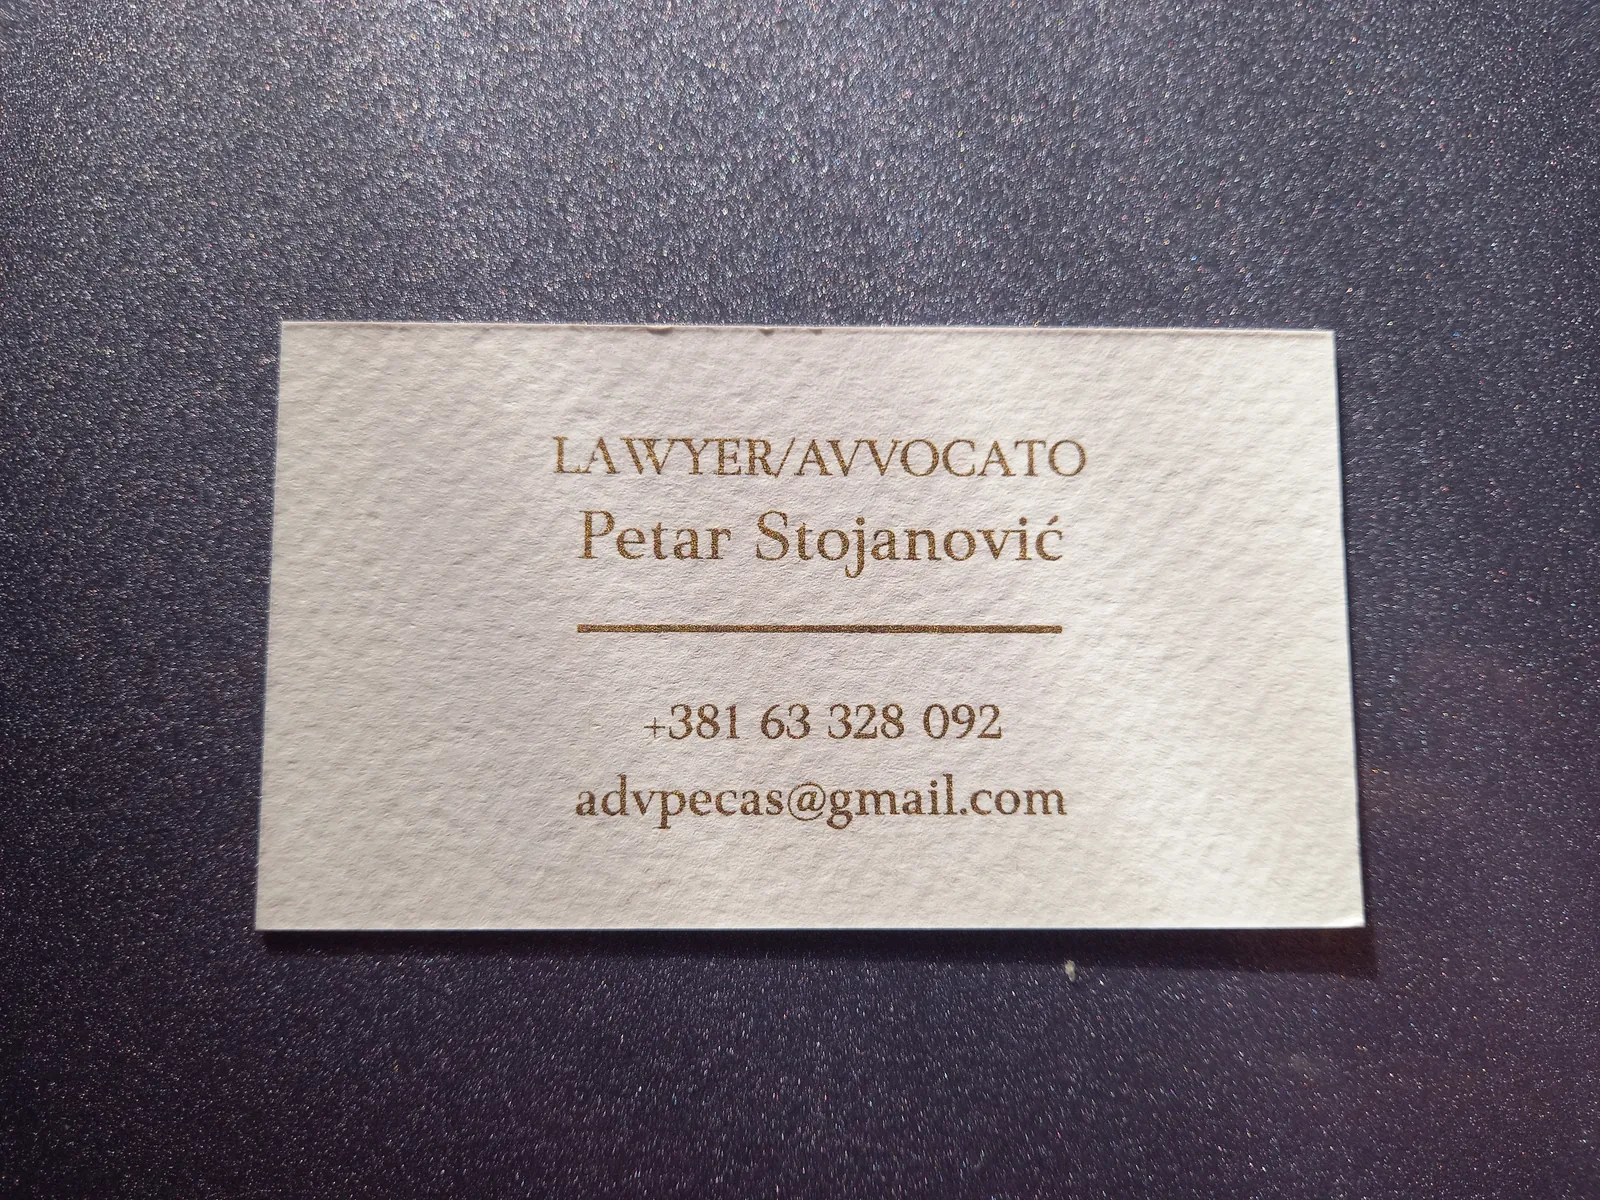 LAWYER/AVVOCATO
Petar Stojanović
+381 63 328 092
advpecas@gmail.com